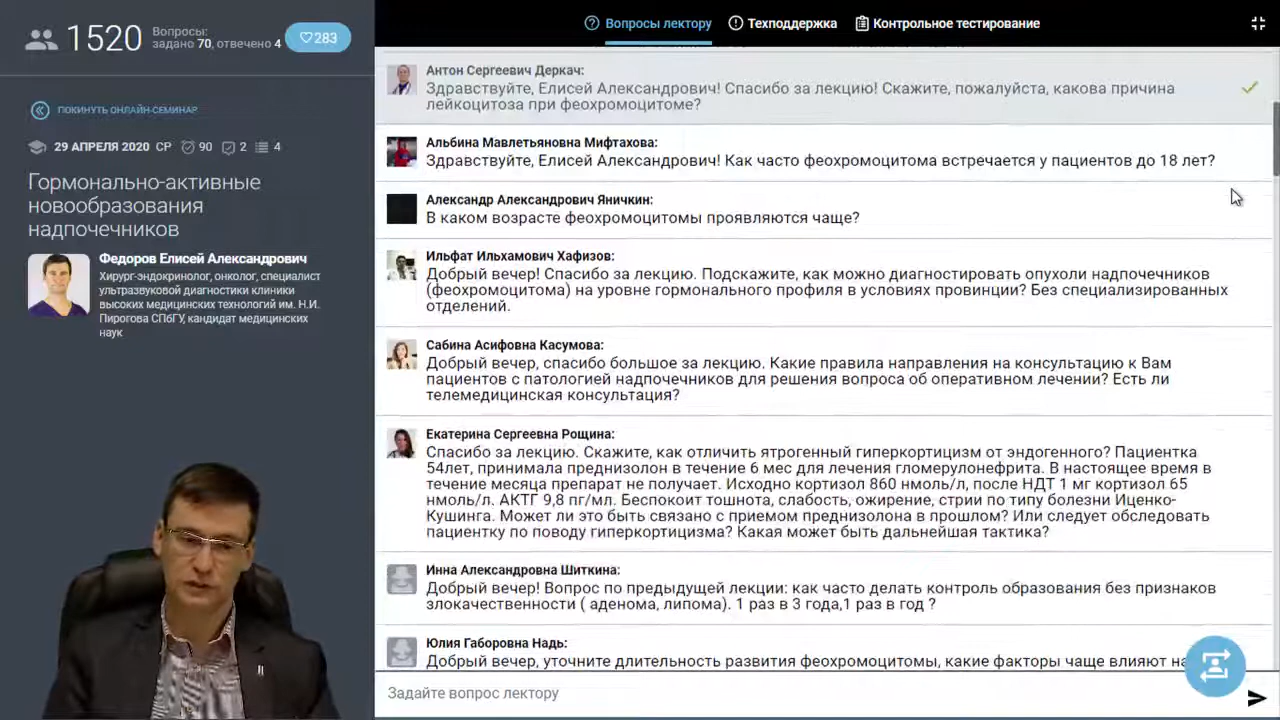 1520
Вопросы:
задано 70, отвечено 4
283
ПОКИНУТЬ ОНЛАЙН-СЕМИНАР
29 АПРЕЛЯ 2020 СР 90 2 4
Гормонально-активные
новообразования
надпочечников
Федоров Елисей Александрович
Хирург-эндокринолог, онколог, специалист
ультразвуковой диагностики клиники
высоких медицинских технологий им. Н.И.
Пирогова СПбГУ, кандидат медицинских
наук
Вопросы лектору Техподдержка Контрольное тестирование
Антон Сергеевич Деркач:
Здравствуйте, Елисей Александрович! Спасибо за лекцию! Скажите, пожалуйста, какова причина
лейкоцитоза при феохромоцитоме?
Альбина Мавлетьяновна Мифтахова:
Здравствуйте, Елисей Александрович! Как часто феохромоцитома встречается у пациентов до 18 лет?
Александр Александрович Яничкин:
В каком возрасте феохромоцитомы проявляются чаще?
Ильфат Ильхамович Хафизов:
Добрый вечер! Спасибо за лекцию. Подскажите, как можно диагностировать опухоли надпочечников
(феохромоцитома) на уровне гормонального профиля в условиях провинции? Без специализированных
отделений.
Сабина Асифовна Касумова:
Добрый вечер, спасибо большое за лекцию. Какие правила направления на консультацию к Вам
пациентов с патологией надпочечников для решения вопроса об оперативном лечении? Есть ли
телемедицинская консультация?
Екатерина Сергеевна Рощина:
Спасибо за лекцию. Скажите, как отличить ятрогенный гиперкортицизм от эндогенного? Пациентка
54лет, принимала преднизолон в течение 6 мес для лечения гломерулонефрита. В настоящее время в
течение месяца препарат не получает. Исходно кортизол 860 нмоль/л, после НДТ 1 мг кортизол 65
нмоль/л. АКТГ 9,8 пг/мл. Беспокоит тошнота, слабость, ожирение, стрии по типу болезни Иценко-
Кушинга. Может ли это быть связано с приемом преднизолона в прошлом? Или следует обследовать
пациентку по поводу гиперкортицизма? Какая может быть дальнейшая тактика?
Инна Александровна Шиткина:
Добрый вечер! Вопрос по предыдущей лекции: как часто делать контроль образования без признаков
злокачественности ( аденома, липома). 1 раз в 3 года,1 раз в год ?
Юлия Габоровна Надь:
Добрый вечер, уточните длительность развития феохромоцитомы, какие факторы чаще влияют на
Задайте вопрос лектору